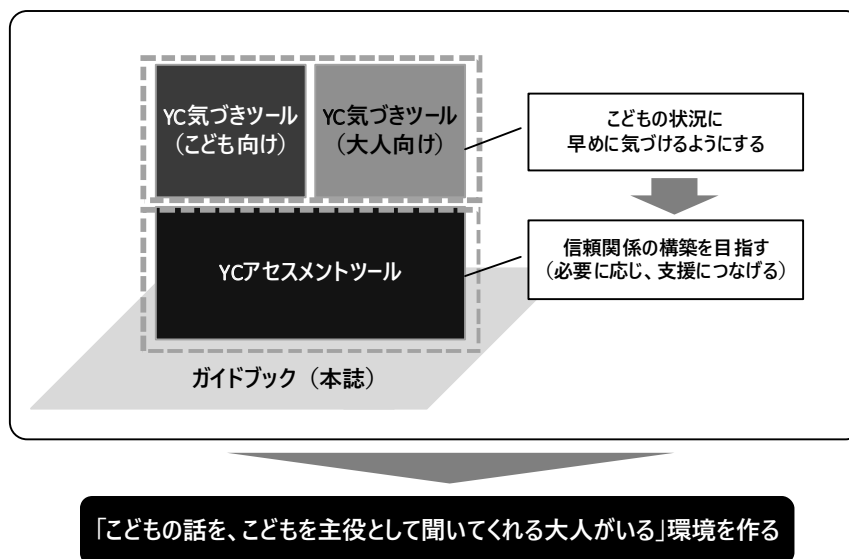 YC気づきツール
（こども向け）
YC気づきツール
（大人向け）
こどもの状況に
早めに気づけるようにする
YCアセスメントツール
信頼関係の構築を目指す
（必要に応じ、支援につなげる）
ガイドブック（本誌）
「こどもの話を、こどもを主役として聞いてくれる大人がいる」環境を作る